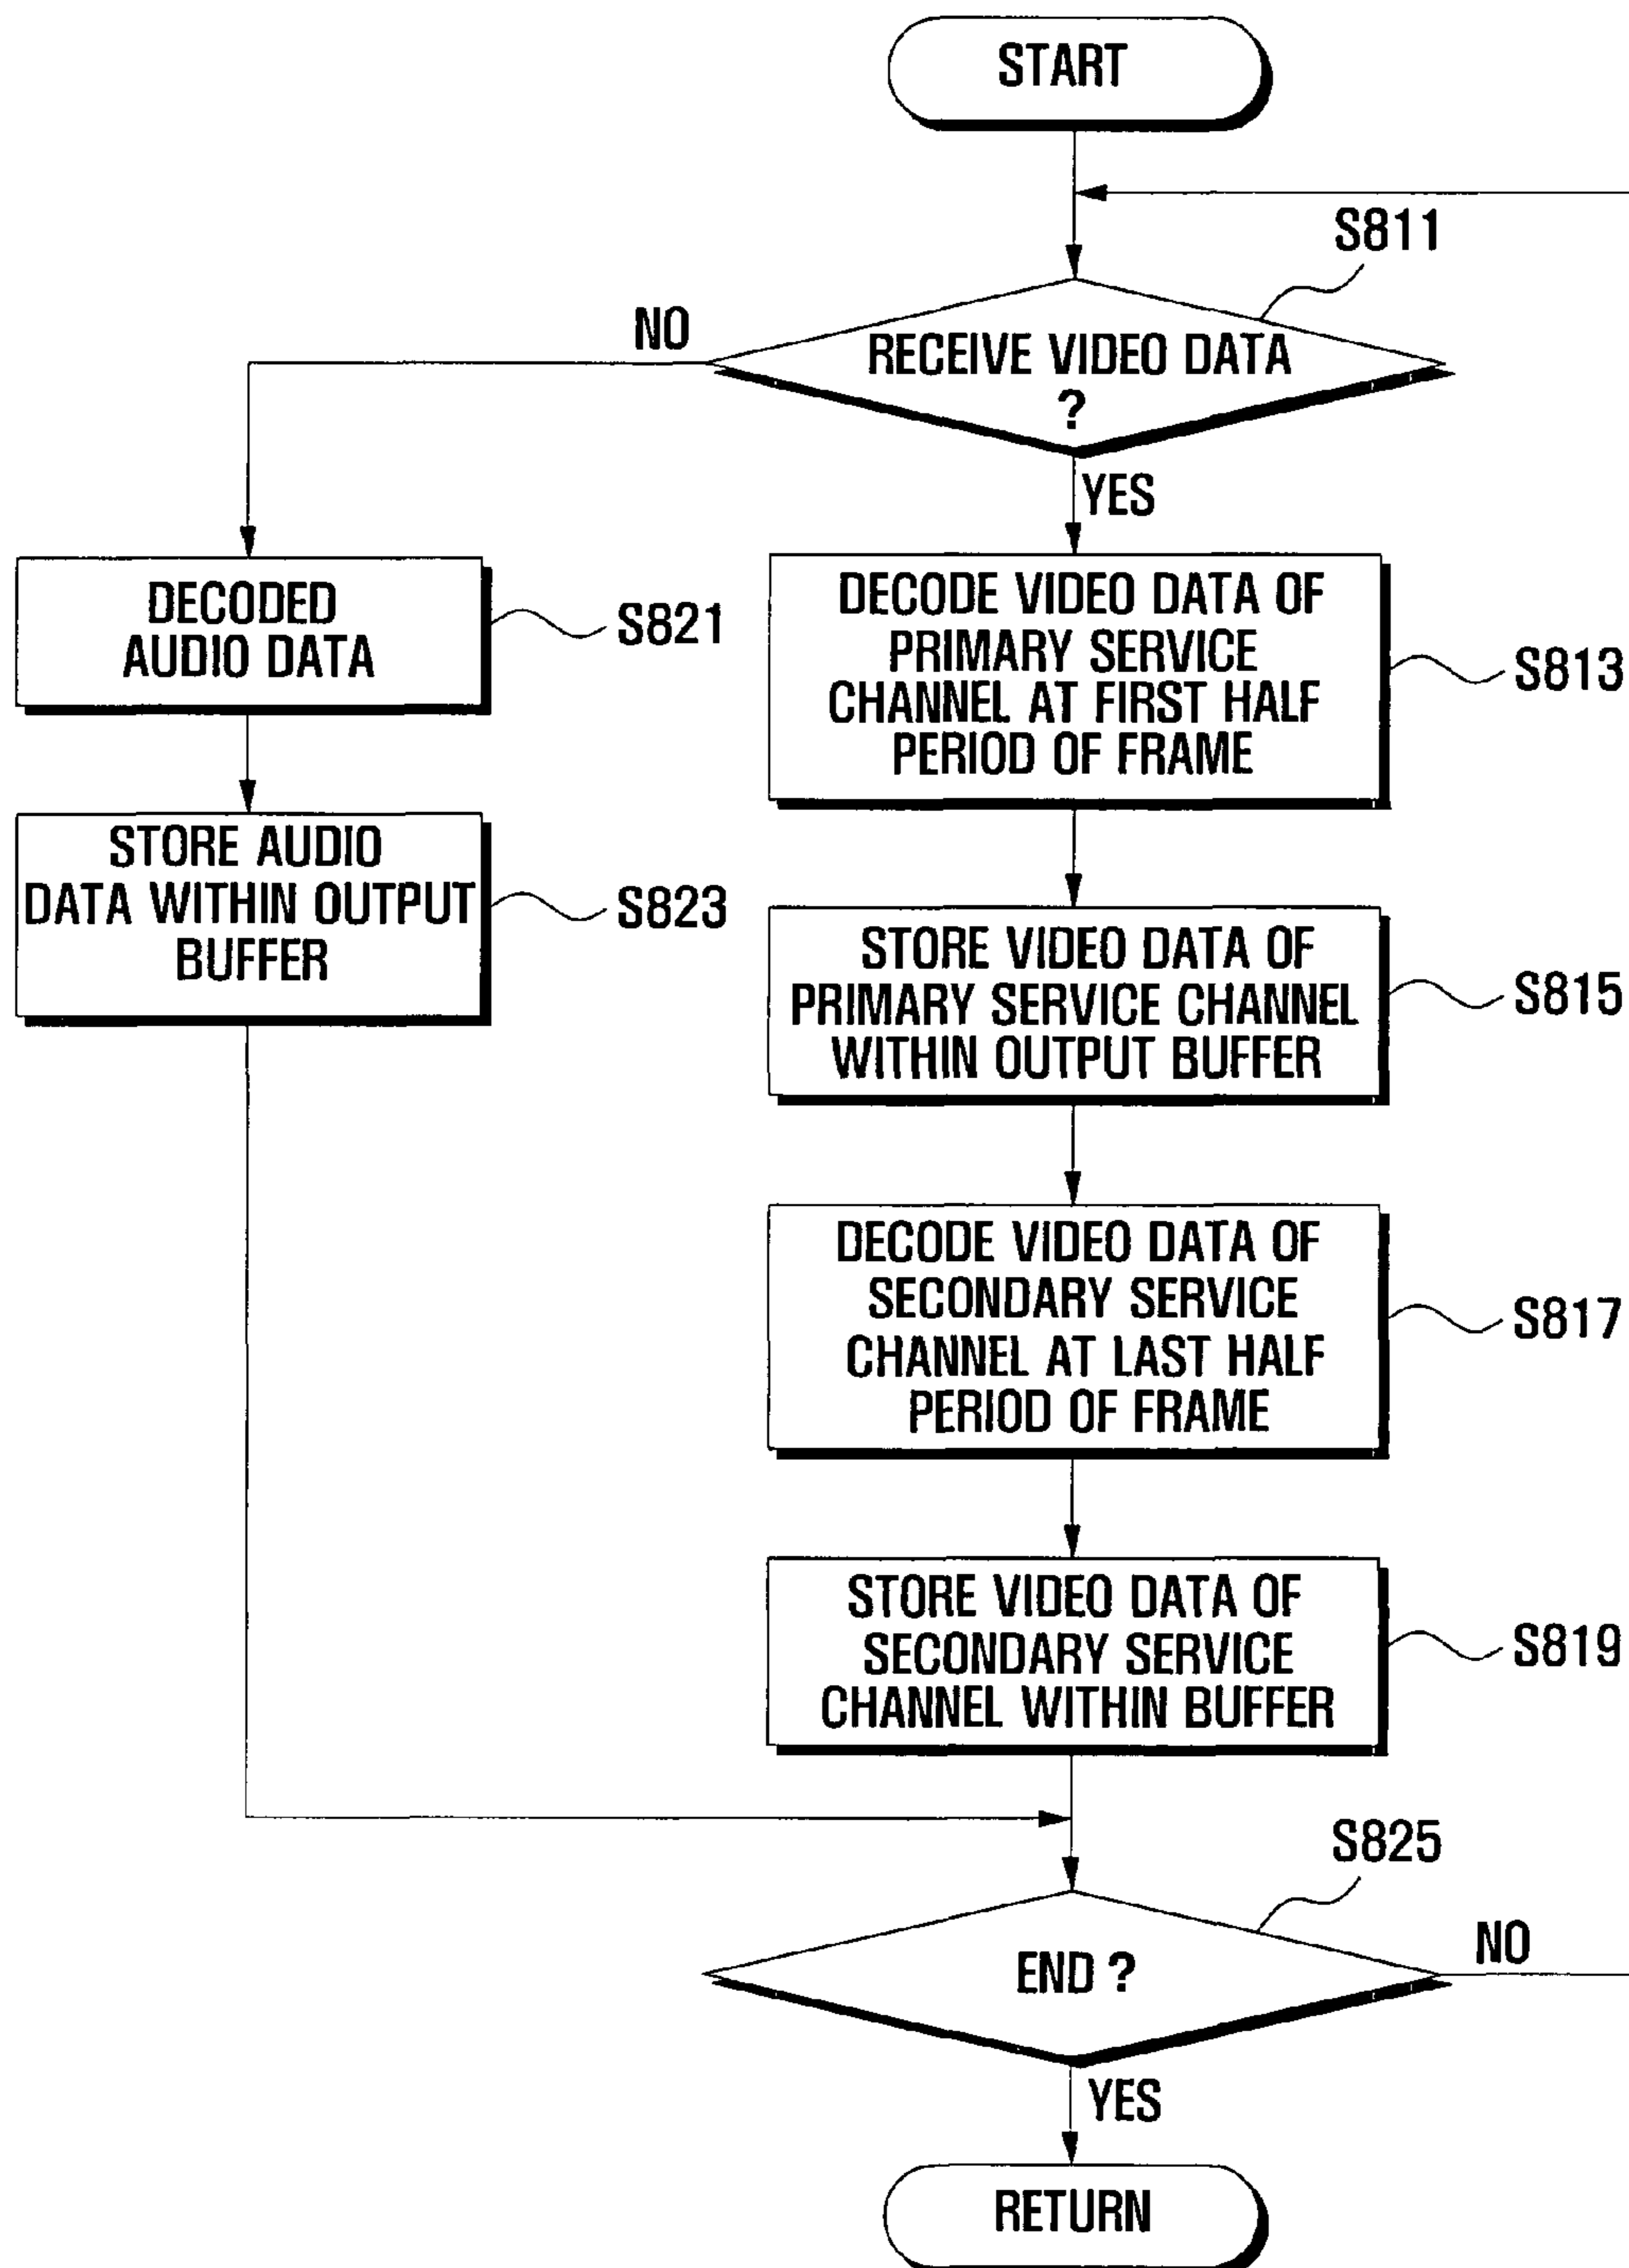 START
S811
NO
RECEIVE VIDEO DATA
?
YES
DECODED
AUDIO DATA
S821
STORE AUDIO
DATA WITHIN OUTPUT
BUFFER
S823
DECODE VIDEO DATA OF
PRIMARY SERVICE
CHANNEL AT FIRST HALF
PERIOD OF FRAME
S813
STORE VIDEO DATA OF
PRIMARY SERVICE CHANNEL
WITHIN OUTPUT BUFFER
S815
DECODE VIDEO DATA OF
SECONDARY SERVICE
CHANNEL AT LAST HALF
PERIOD OF FRAME
S817
STORE VIDEO DATA OF
SECONDARY SERVICE
CHANNEL WITHIN BUFFER
S819
S825
END ?
NO
YES
RETURN